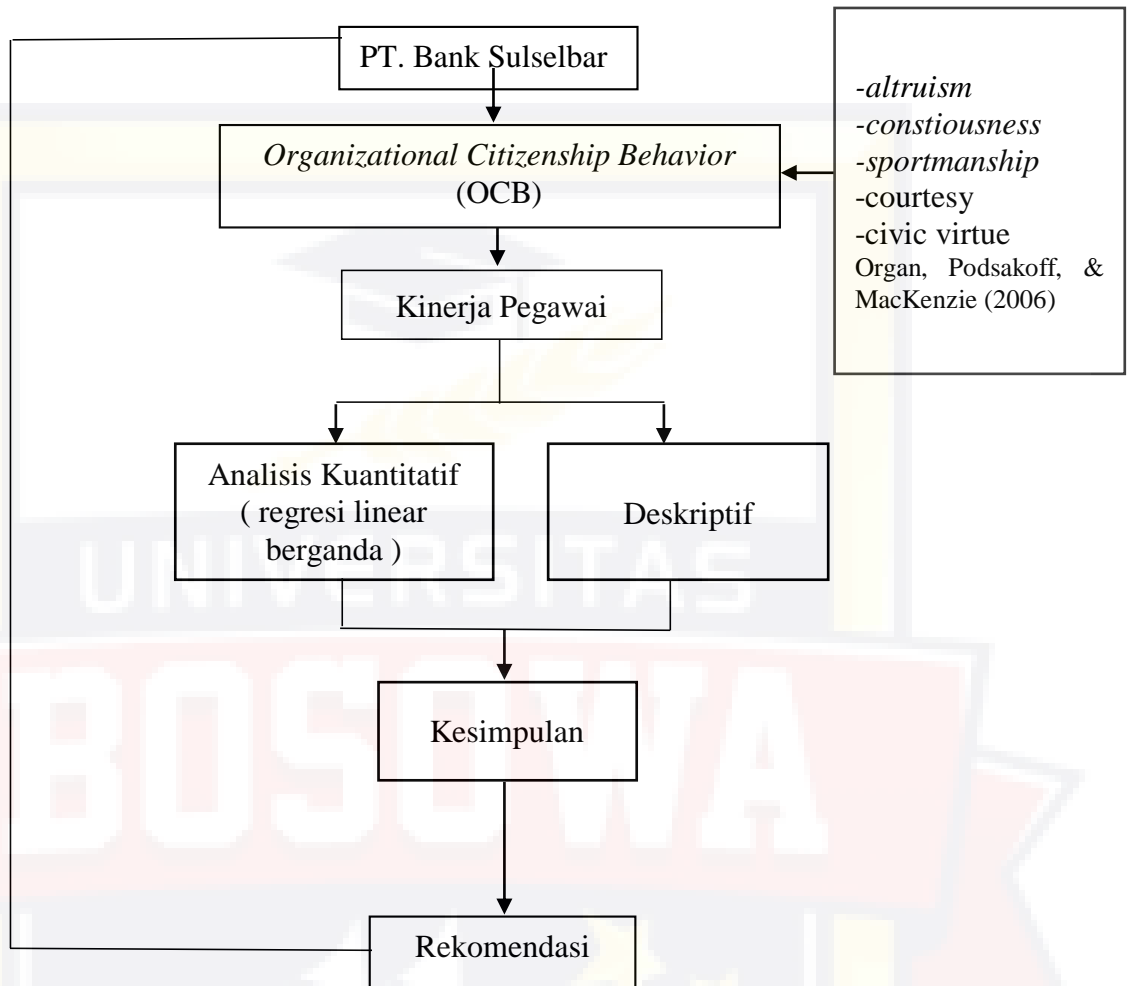 PT. Bank Sulselbar
-altruism
-constiousness
-sportmanship
-courtesy
-civic virtue
Organ, Podsakoff, &
MacKenzie (2006)
Organizational Citizenship Behavior
(OCB)
Kinerja Pegawai
Analisis Kuantitatif
( regresi linear
berganda )
Deskriptif
UNIVERSITAS
BOSOWA
Kesimpulan
Rekomendasi